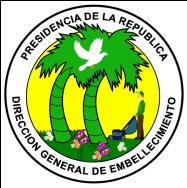 PRESIDENCIA DE LA REPUBLICA
DIRECCION GENERAL DE EMBELLECIMIENTO